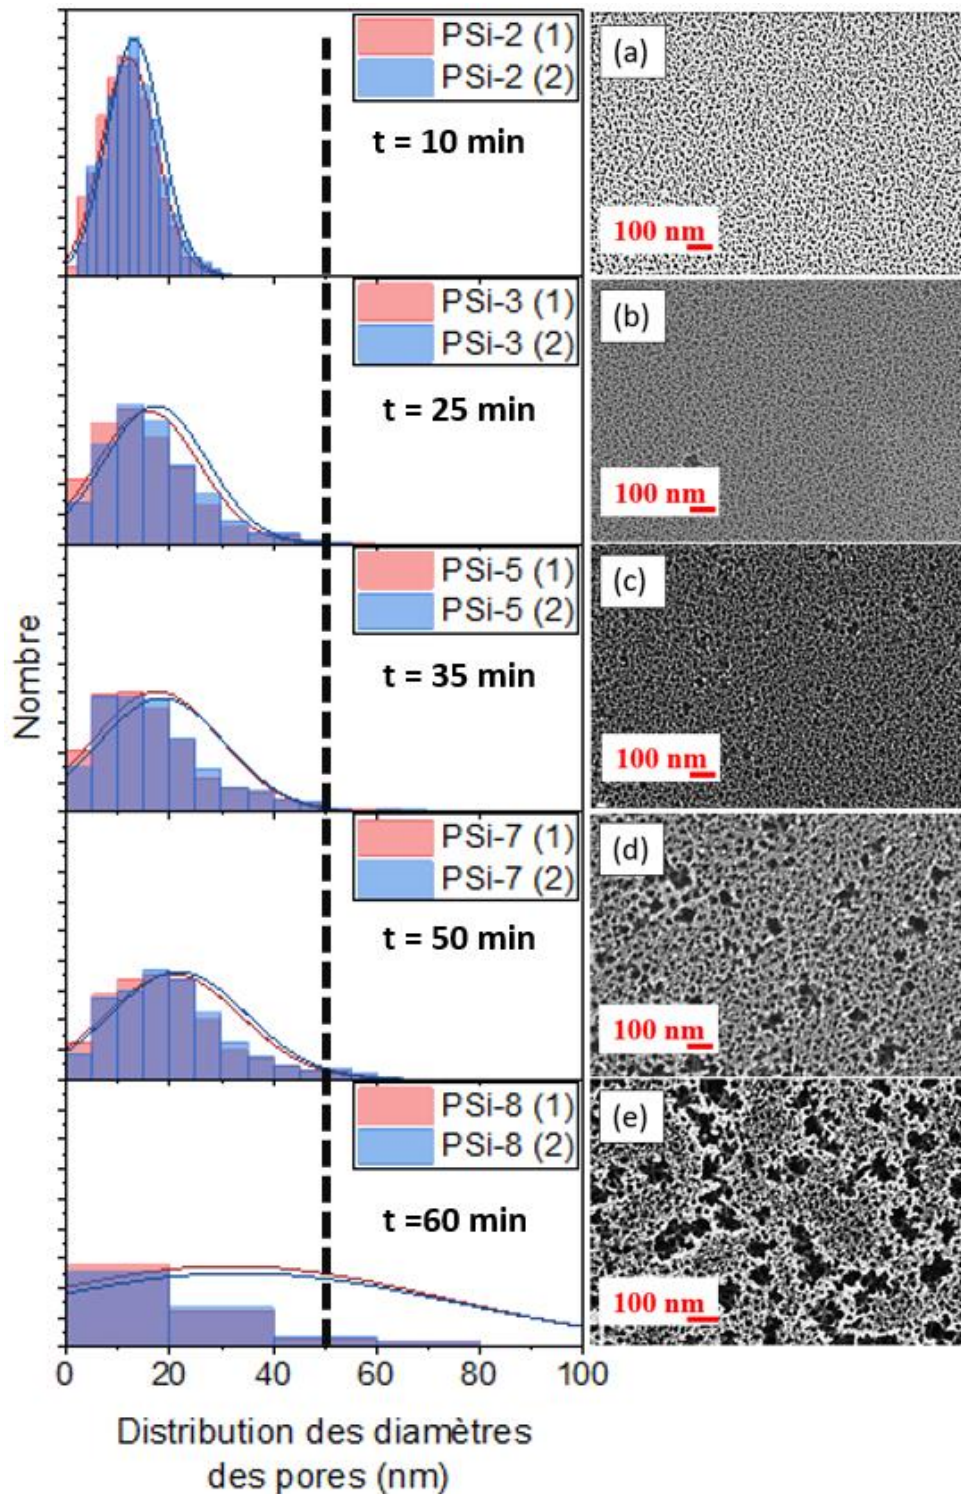 PSi-2 (1)
PSi-2 (2)
t = 10 min
(a)
100 nm
PSi-3 (1)
PSi-3 (2)
t = 25 min
(b)
100 nm
PSi-5 (1)
PSi-5 (2)
t = 35 min
(c)
100 nm
PSi-7 (1)
PSi-7 (2)
t = 50 min
(d)
100 nm
PSi-8 (1)
PSi-8 (2)
t =60 min
(e)
100 nm
Nombre
0 20 40 60 80 100
Distribution des diamètres
des pores (nm)